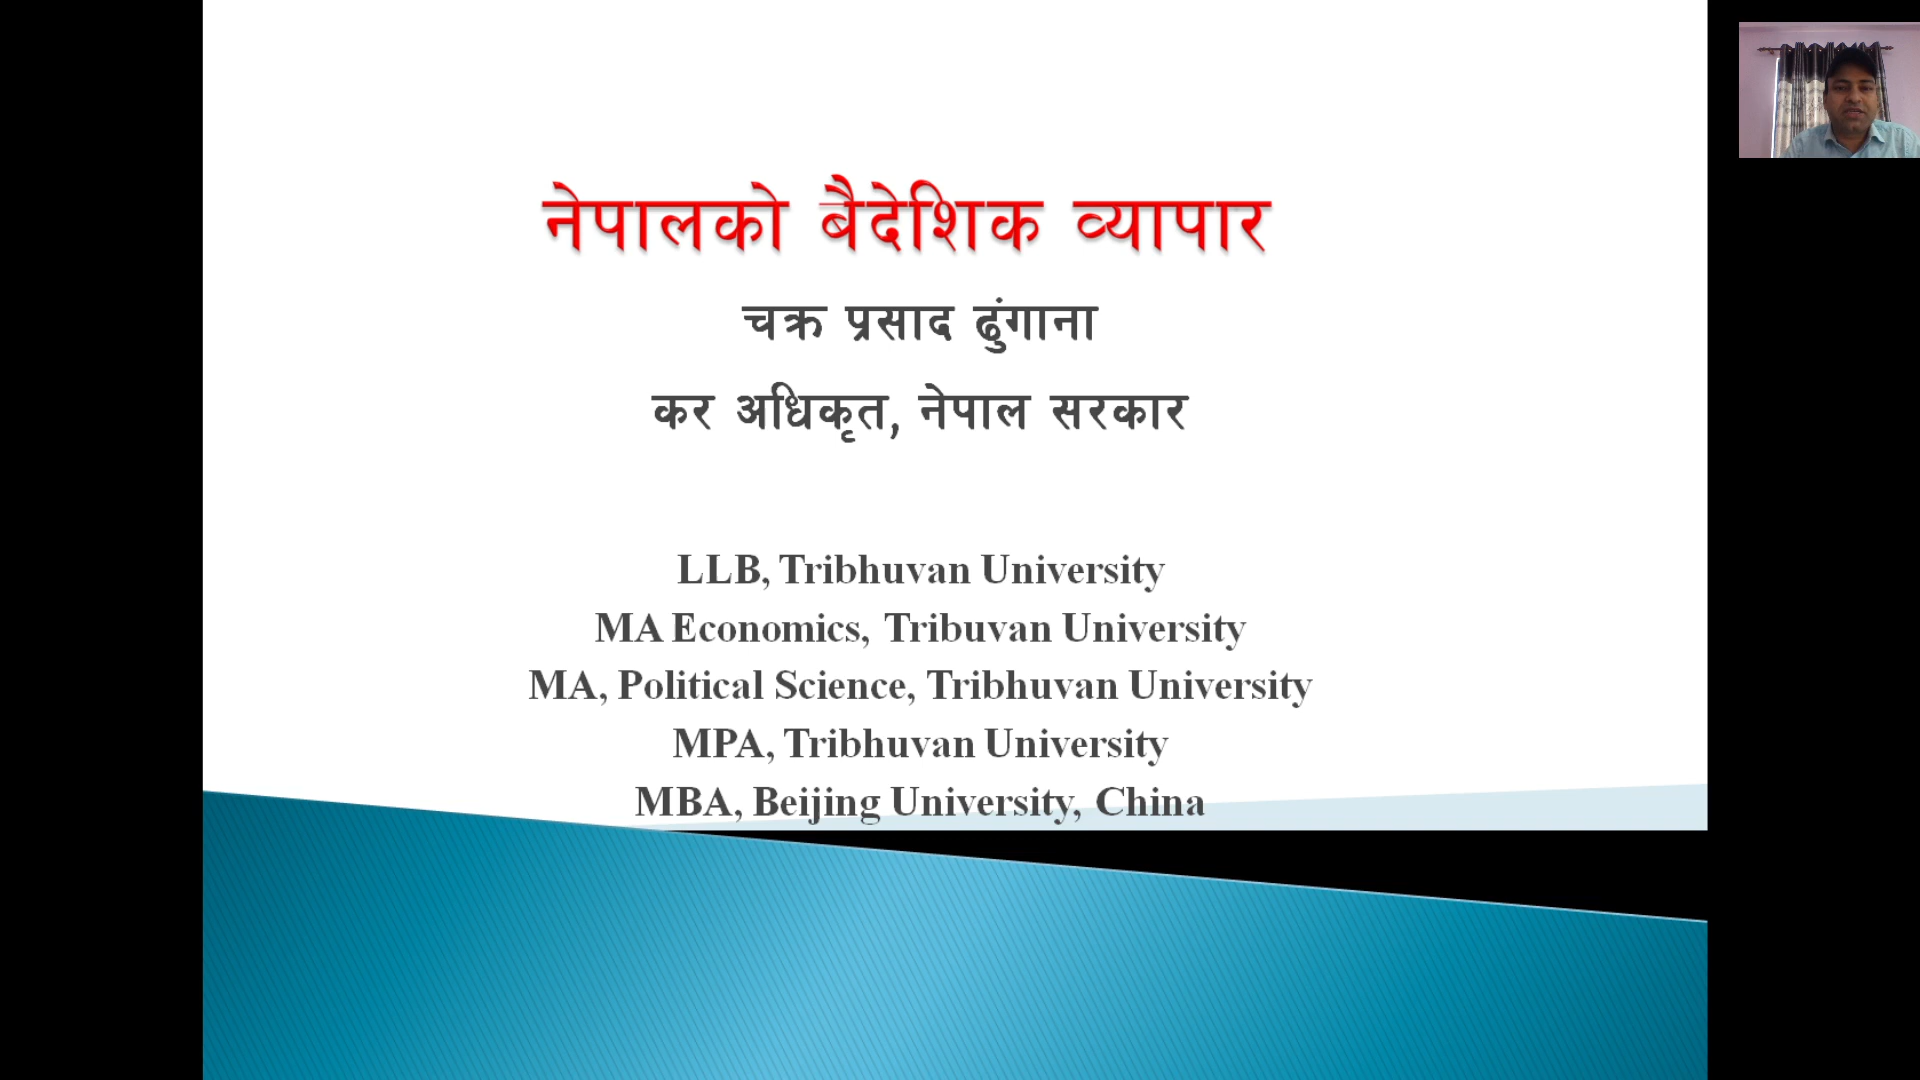 नेपालको बैदेशिक व्यापार
चक्र प्रसाद ढुंगाना
कर अधिकृत, नेपाल सरकार
LLB, Tribhuvan University
MA Economics, Tribuvan University
MA, Political Science, Tribhuvan University
MPA, Tribhuvan University
MBA, Beijing University, China